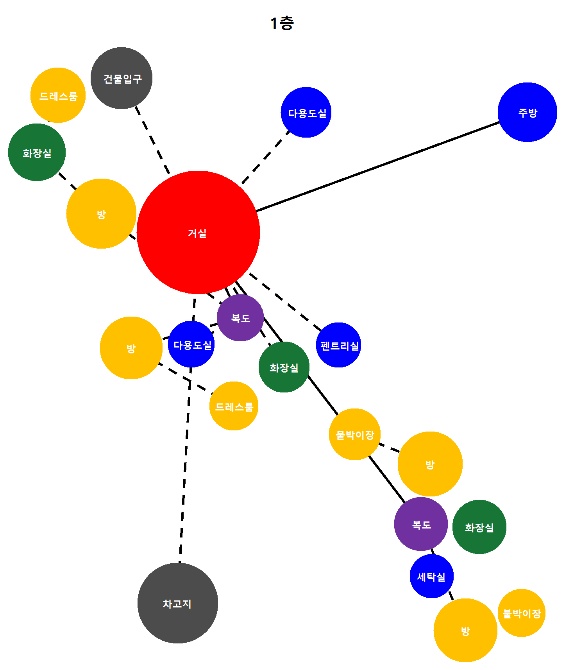 1층
건물입구
드레스룸
다용도실
주방
화장실
방
거실
복도
방
다용도실
펜트리실
화장실
드레스룸
붙박이장
방
복도
화장실
세탁실
차고지
방
붙박이장